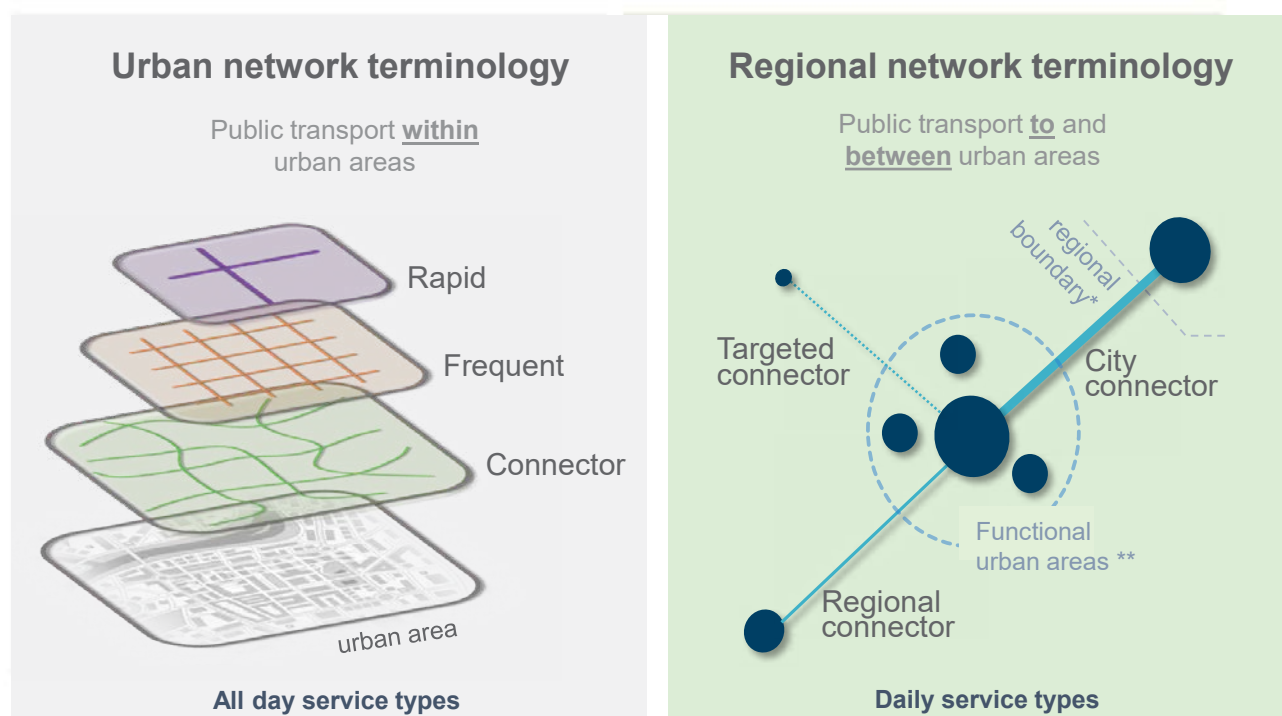 Urban network terminology
Public transport within
urban areas
Rapid
Frequent
Connector
urban area
All day service types
Regional network terminology
Public transport to and
between urban areas
regional
boundary*
Targeted
connector
City
connector
Functional
urban areas **
Regional
connector
Daily service types